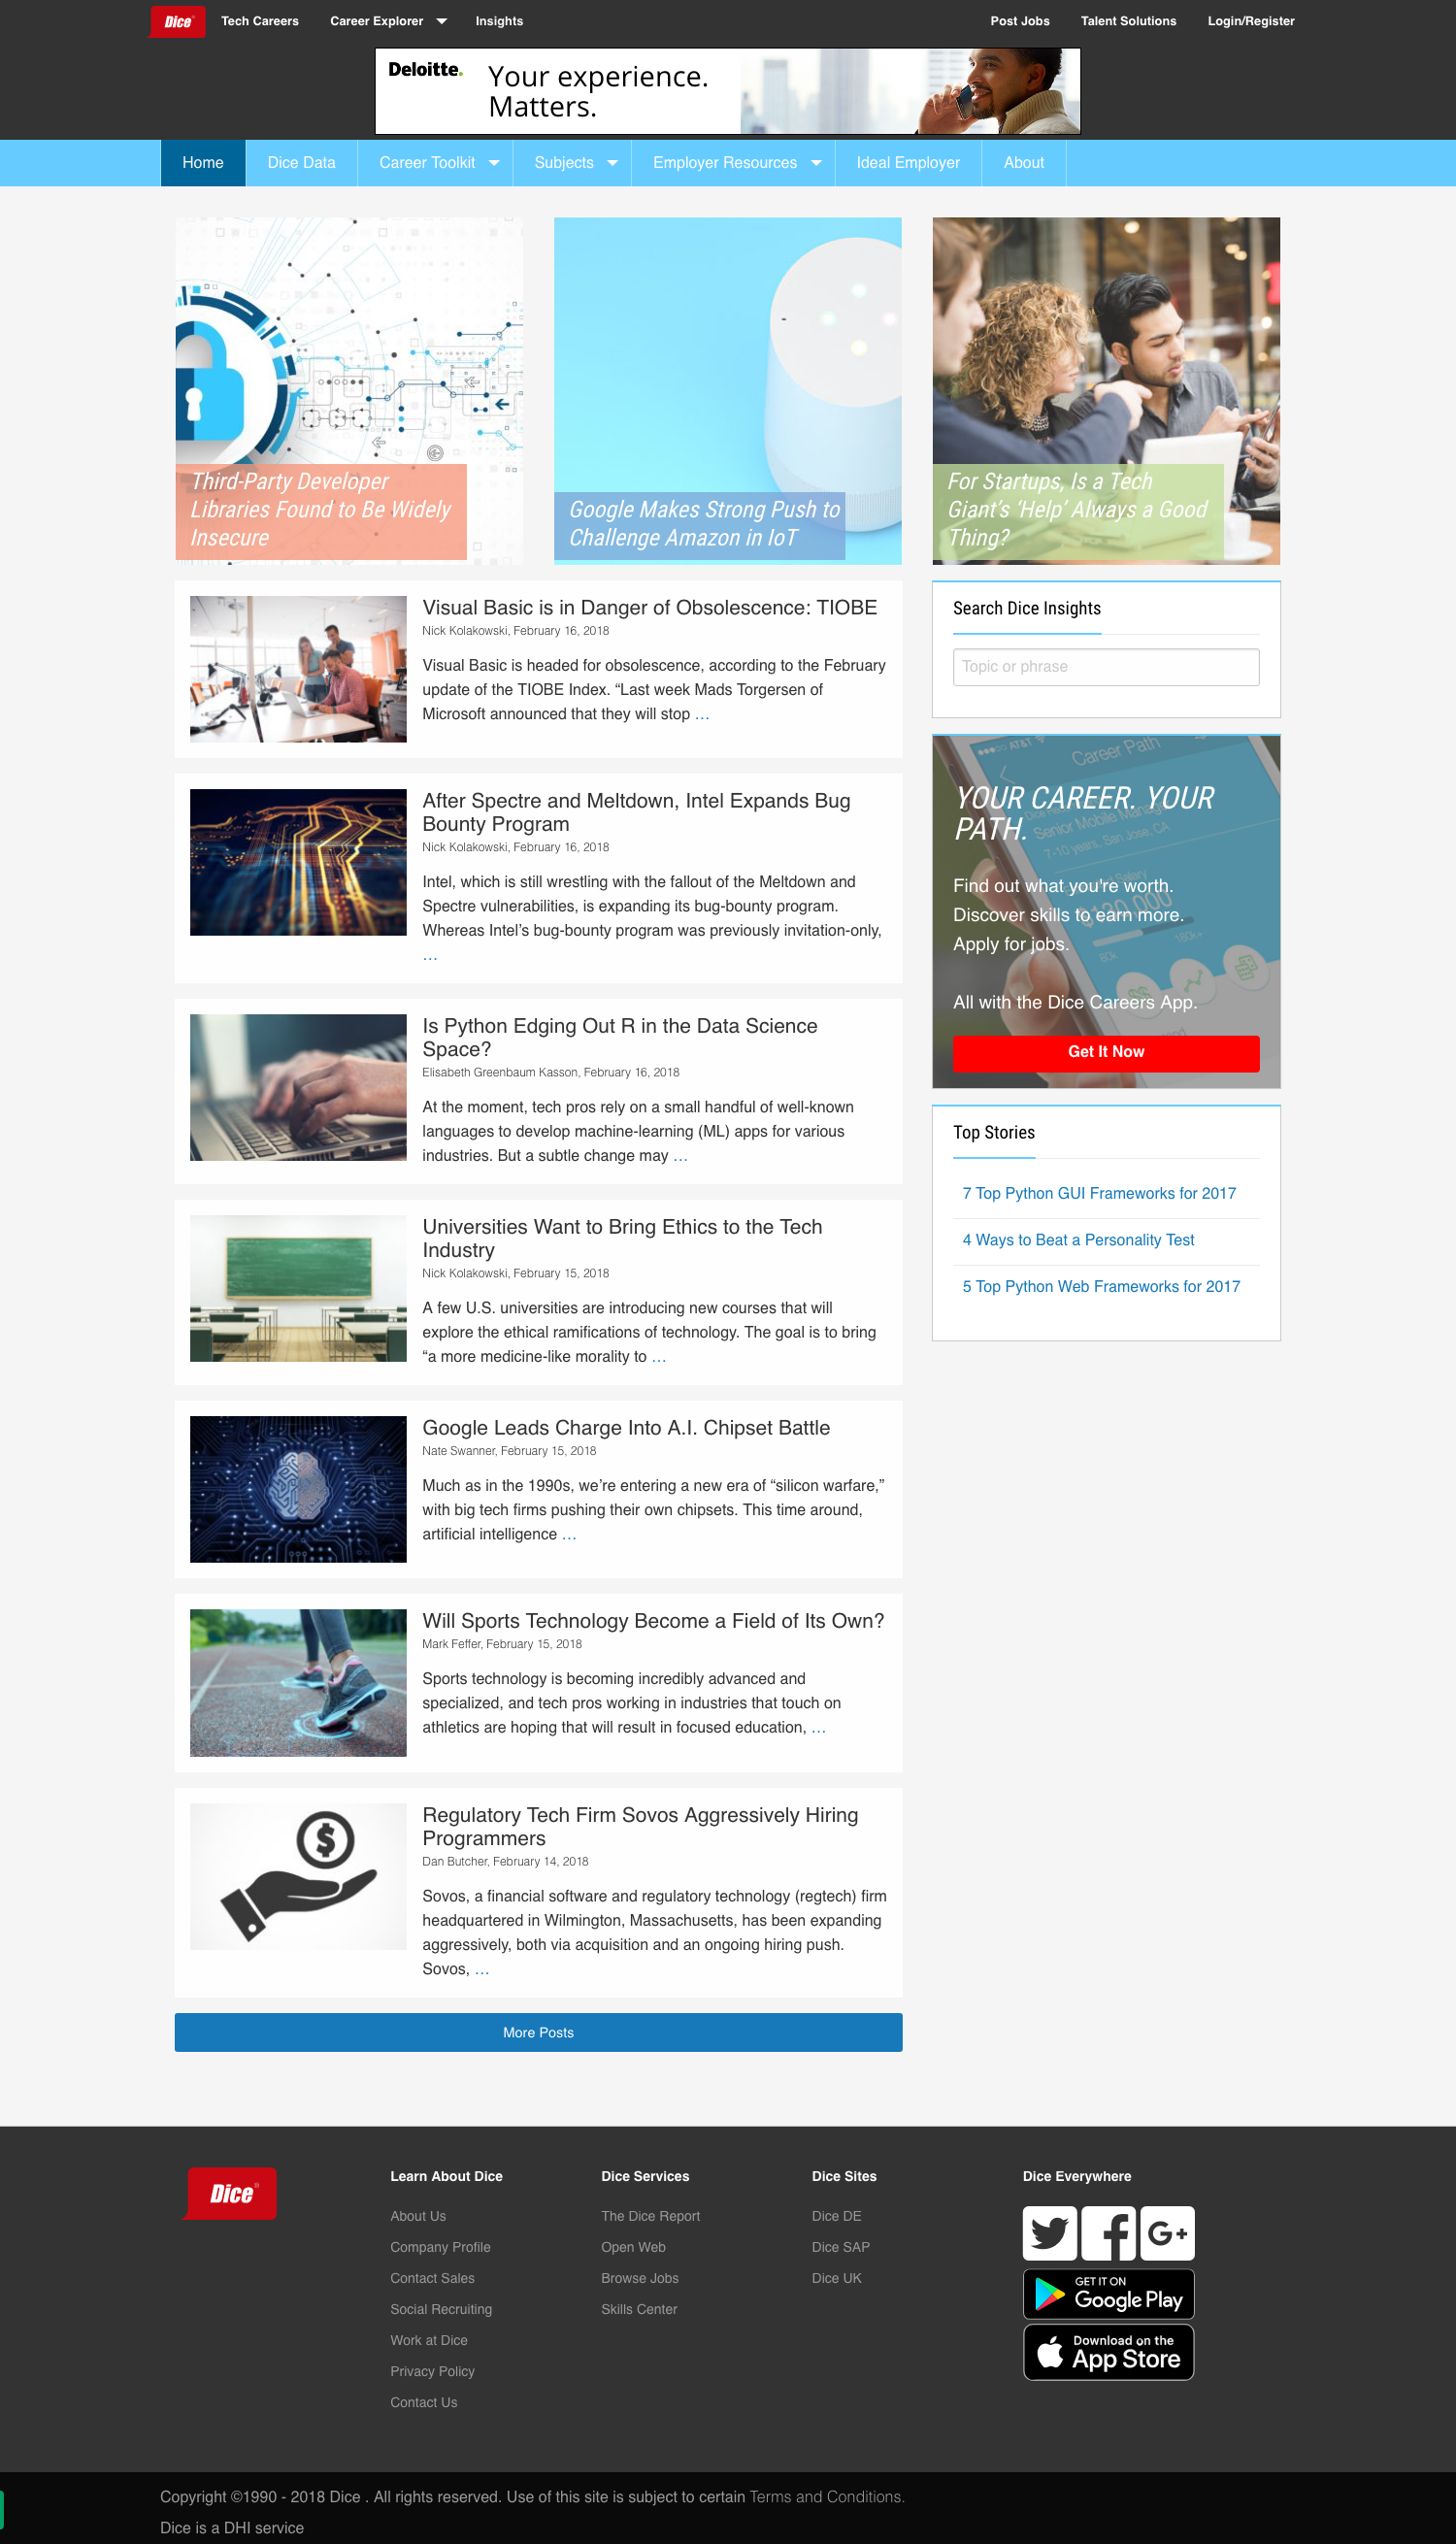 Dice
Tech Careers
Career Explorer
Insights
Post Jobs
Talent Solutions
Login/Register
Deloitte.
Your experience.
Matters.
Home
Dice Data
Career Toolkit
Subjects
Employer Resources
Ideal Employer
About
Third-Party Developer
Libraries Found to Be Widely
Insecure
Google Makes Strong Push to
Challenge Amazon in IoT
For Startups, Is a Tech
Giant’s ‘Help’ Always a Good
Thing?
Visual Basic is in Danger of Obsolescence: TIOBE
Nick Kolakowski, February 16, 2018
Visual Basic is headed for obsolescence, according to the February
update of the TIOBE Index. “Last week Mads Torgersen of
Microsoft announced that they will stop …
After Spectre and Meltdown, Intel Expands Bug
Bounty Program
Nick Kolakowski, February 16, 2018
Intel, which is still wrestling with the fallout of the Meltdown and
Spectre vulnerabilities, is expanding its bug-bounty program.
Whereas Intel’s bug-bounty program was previously invitation-only,
…
Is Python Edging Out R in the Data Science
Space?
Elisabeth Greenbaum Kasson, February 16, 2018
At the moment, tech pros rely on a small handful of well-known
languages to develop machine-learning (ML) apps for various
industries. But a subtle change may …
Universities Want to Bring Ethics to the Tech
Industry
Nick Kolakowski, February 15, 2018
A few U.S. universities are introducing new courses that will
explore the ethical ramifications of technology. The goal is to bring
“a more medicine-like morality to …
Google Leads Charge Into A.I. Chipset Battle
Nate Swanner, February 15, 2018
Much as in the 1990s, we’re entering a new era of “silicon warfare,”
with big tech firms pushing their own chipsets. This time around,
artificial intelligence …
Will Sports Technology Become a Field of Its Own?
Mark Feffer, February 15, 2018
Sports technology is becoming incredibly advanced and
specialized, and tech pros working in industries that touch on
athletics are hoping that will result in focused education, …
Regulatory Tech Firm Sovos Aggressively Hiring
Programmers
Dan Butcher, February 14, 2018
Sovos, a financial software and regulatory technology (regtech) firm
headquartered in Wilmington, Massachusetts, has been expanding
aggressively, both via acquisition and an ongoing hiring push.
Sovos, …
More Posts
Search Dice Insights
Topic or phrase
AT&T
Career Path
YOUR CAREER. YOUR
PATH.
Senior Mobile Manager
7-10 years, San Jose, CA
Find out what you're worth.
Discover skills to earn more.
Apply for jobs.
$130,000
80k
180k+
All with the Dice Careers App.
Get It Now
Top Stories
7 Top Python GUI Frameworks for 2017
4 Ways to Beat a Personality Test
5 Top Python Web Frameworks for 2017
Dice
Learn About Dice
About Us
Company Profile
Contact Sales
Social Recruiting
Work at Dice
Privacy Policy
Contact Us
Dice Services
The Dice Report
Open Web
Browse Jobs
Skills Center
Dice Sites
Dice DE
Dice SAP
Dice UK
Dice Everywhere
G+
GET IT ON
Google Play
Download on the
App Store
Copyright ©1990 - 2018 Dice . All rights reserved. Use of this site is subject to certain Terms and Conditions.
Dice is a DHI service